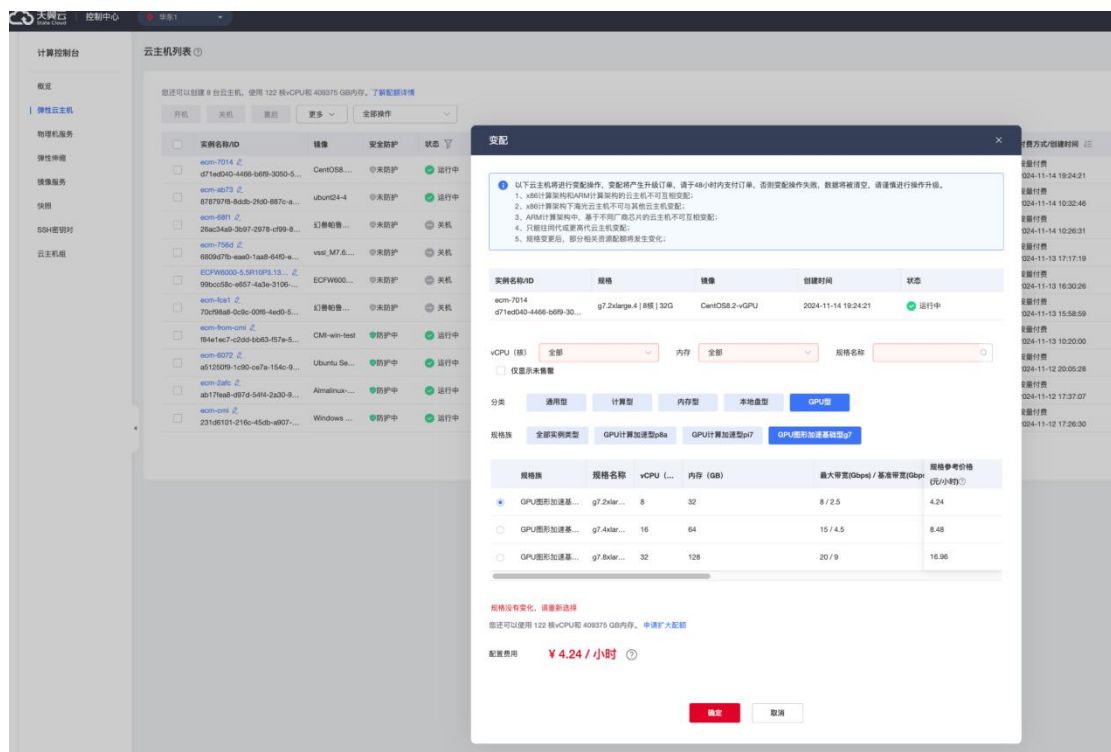 天翼云 State Cloud 控制中心 华东1
计算控制台
概览
弹性云主机
物理机服务
弹性伸缩
镜像服务
快照
SSH密钥对
云主机组
云主机列表
您还可以创建 8 台云主机，使用 122 核vCPU和 409375 GB内存。了解配额详情
开机 关机 重启 更多 全部操作
实例名称/ID 镜像 安全防护 状态
ecm-7014
d71ed040-4466-b6f9-3050-5... CentOS8.... 未防护 运行中
ecm-ab73
878797f8-8ddb-2fd0-887c-a... ubunt24-4 未防护 运行中
ecm-68f1
26ac34a9-3b97-2978-cf99-8... 幻兽帕鲁... 未防护 关机
ecm-756d
6809d7fb-eae0-1aa8-64f0-e... vssi_M7.6.... 未防护 关机
ECFW6000-5.5R10P3.13...
99bcc58c-e657-4a3e-3106-... ECFW600... 未防护 关机
ecm-fos1
70cf98a8-0c9c-00f6-4ed0-5... 幻兽帕鲁... 未防护 关机
ecm-from-cmi
f84e1ec7-c2dd-bb63-f57e-5... CMI-win-test 防护中 运行中
ecm-6072
a51250f9-1c90-ce7a-154c-9... Ubuntu Se... 防护中 运行中
ecm-2afc
ab17fea8-d97d-54f4-2a30-9... Almalinux-... 防护中 运行中
ecm-cmi
231d6101-216c-45db-a907-... Windows .... 防护中 运行中
付费方式/创建时间
按量付费
024-11-14 19:24:21
按量付费
024-11-14 10:32:46
按量付费
024-11-14 10:26:31
按量付费
024-11-13 17:17:19
按量付费
024-11-13 16:30:26
按量付费
024-11-13 15:58:59
按量付费
024-11-13 10:20:00
按量付费
024-11-12 20:05:28
按量付费
024-11-12 17:37:07
按量付费
024-11-12 17:26:30
变配
以下云主机将进行变配操作，变配将产生升级订单，请于48小时内支付订单，否则变配操作失败，数据将被清空，请谨慎进行操作升级。
1、x86计算架构和ARM计算架构的云主机不可互相变配；
2、x86计算架构下海光云主机不可与其他云主机变配；
3、ARM计算架构中，基于不同厂商芯片的云主机不可互相变配；
4、只能往同代或更高代云主机变配；
5、规格变更后，部分相关资源配额将发生变化；
实例名称/ID 规格 镜像 创建时间 状态
ecm-7014
d71ed040-4466-b6f9-30... g7.2xlarge.4 | 8核 | 32G CentOS8.2-vGPU 2024-11-14 19:24:21 运行中
vCPU（核） 全部 内存 全部 规格名称
仅显示未售罄
分类 通用型 计算型 内存型 本地盘型 GPU型
规格族 全部实例类型 GPU计算加速型p8a GPU计算加速型pi7 GPU图形加速基础型g7
规格族 规格名称 vCPU（... 内存（GB） 最大带宽(Gbps) / 基准带宽(Gbp 规格参考价格(元/小时)
GPU图形加速基... g7.2xlar... 8 32 8 / 2.5 4.24
GPU图形加速基... g7.4xlar... 16 64 15 / 4.5 8.48
GPU图形加速基... g7.8xlar... 32 128 20 / 9 16.96
规格没有变化，请重新选择
您还可以使用 122 核vCPU和 409375 GB内存。 申请扩大配额
配置费用 ¥ 4.24 / 小时
确定 取消